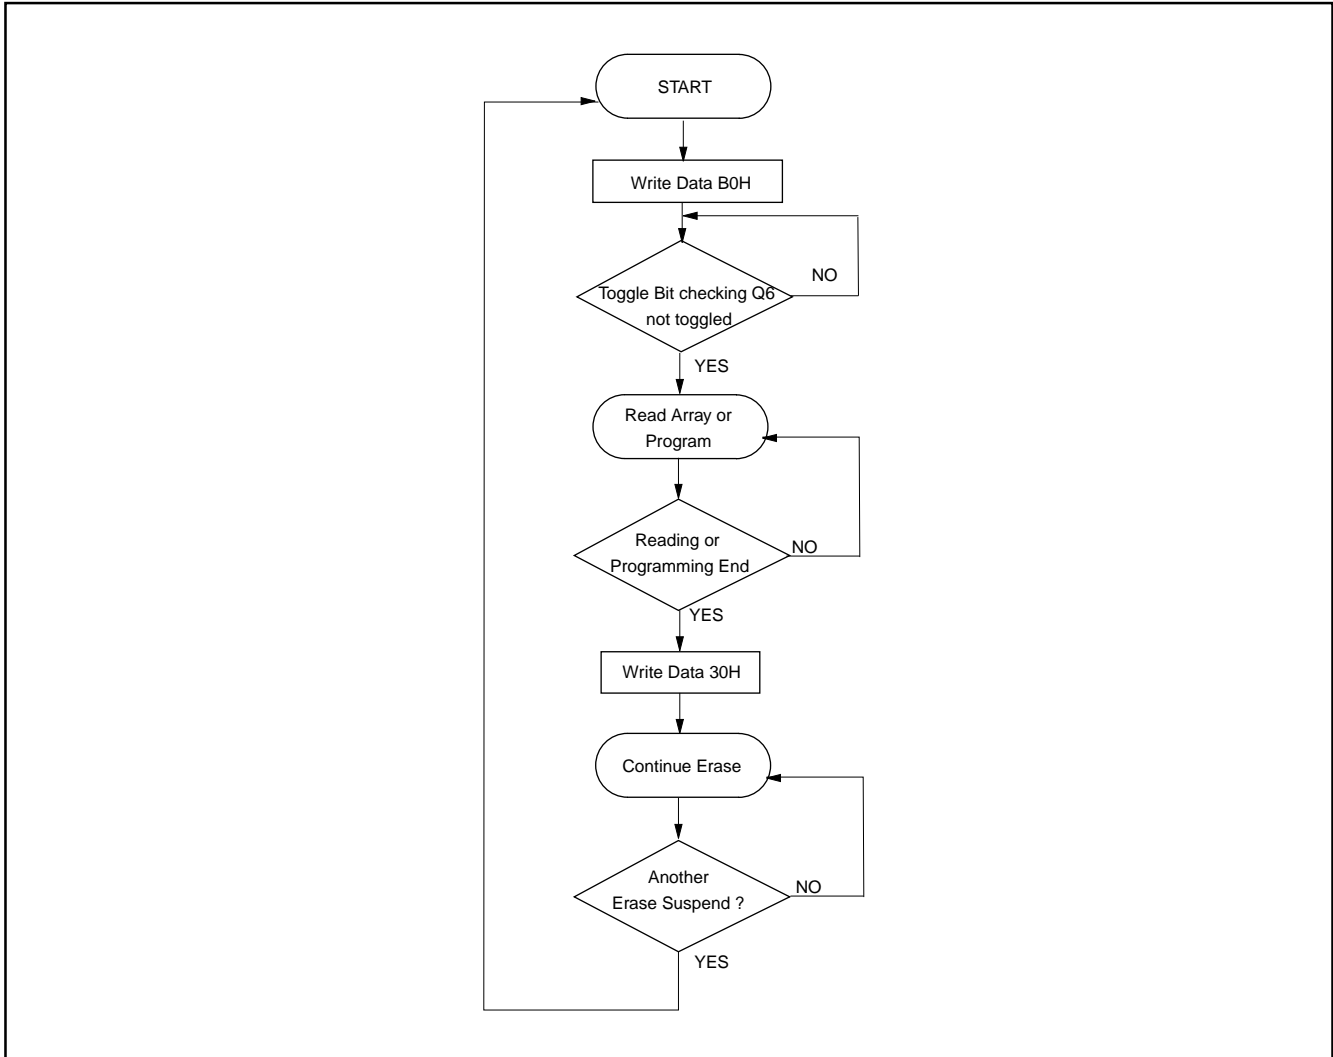 START
Write Data B0H
NO
Toggle Bit checking Q6
not toggled
YES
Read Array or
Program
Reading or
Programming End
NO
YES
Write Data 30H
Continue Erase
Another
Erase Suspend ?
NO
YES